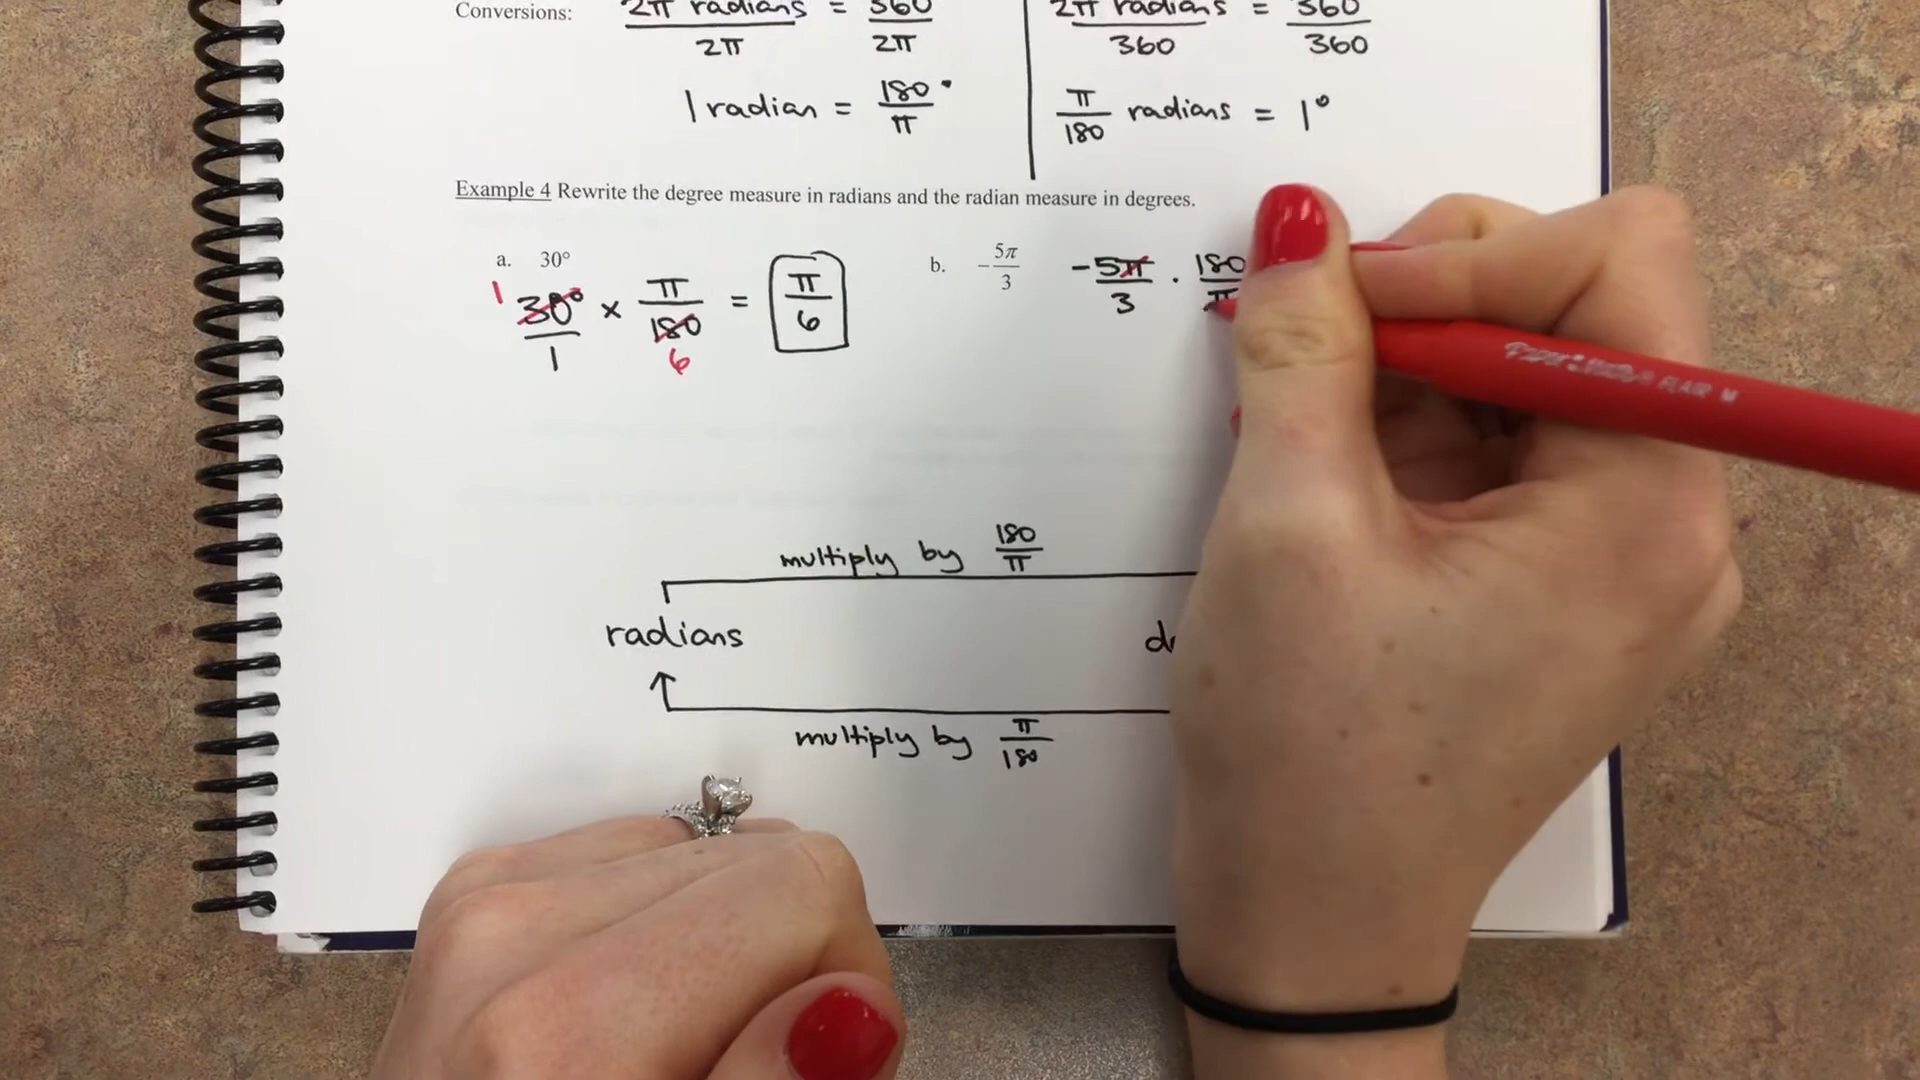 Conversions: 2π radians / 2π = 360 / 2π
2π radians / 360 = 360 / 360
1 radian = 180° / π
π / 180 radians = 1°
Example 4 Rewrite the degree measure in radians and the radian measure in degrees.
a. 30°
b. -5π / 3
1 30° / 1 × π / 180 6 = π / 6
-5π / 3 · 180 / π
multiply by 180 / π
radians
multiply by π / 180
FLAIR M